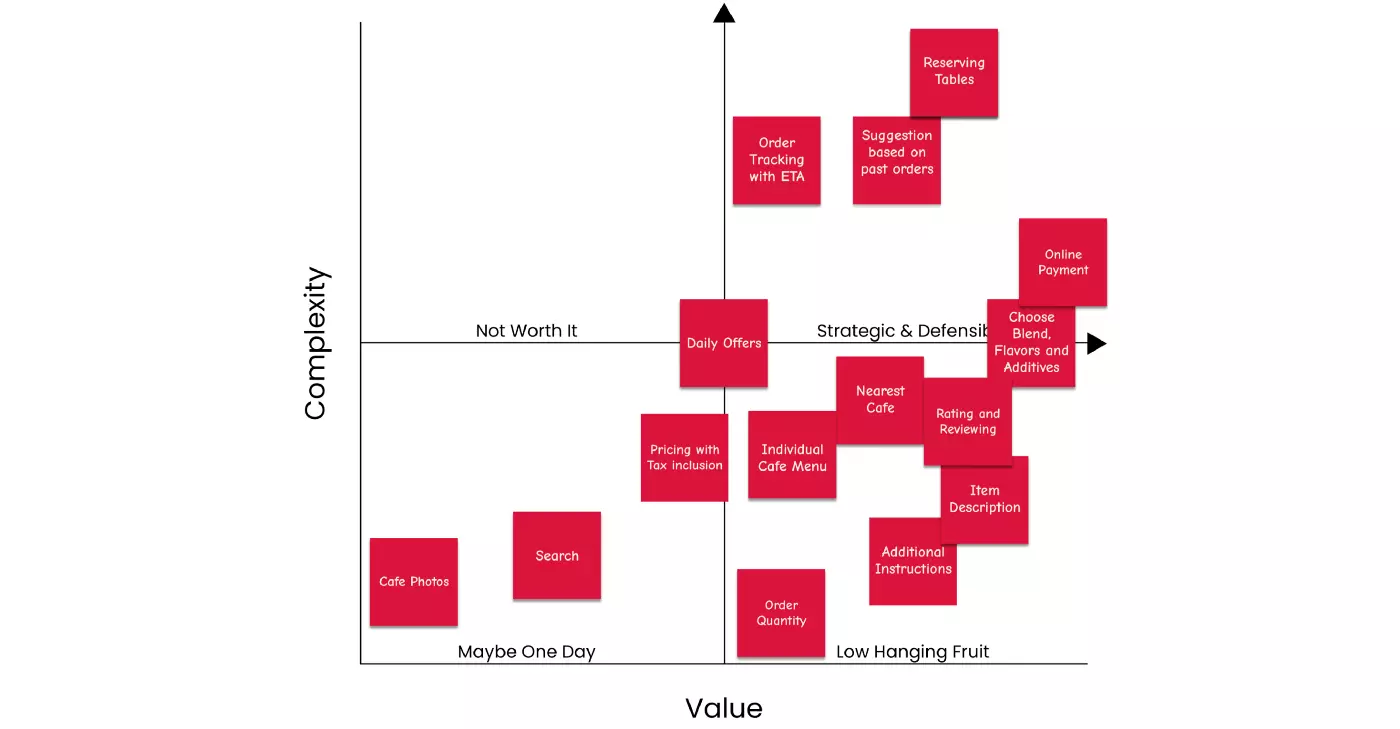 Reserving
Tables
Order
Tracking
with ETA
Suggestion
based on
past orders
Online
Payment
Complexity
Not Worth It
Daily Offers
Strategic & Defensib
Choose
Blend,
Flavors and
Additives
Nearest
Cafe
Rating and
Reviewing
Pricing with
Tax inclusion
Individual
Cafe Menu
Item
Description
Search
Additional
Instructions
Cafe Photos
Order
Quantity
Maybe One Day
Low Hanging Fruit
Value